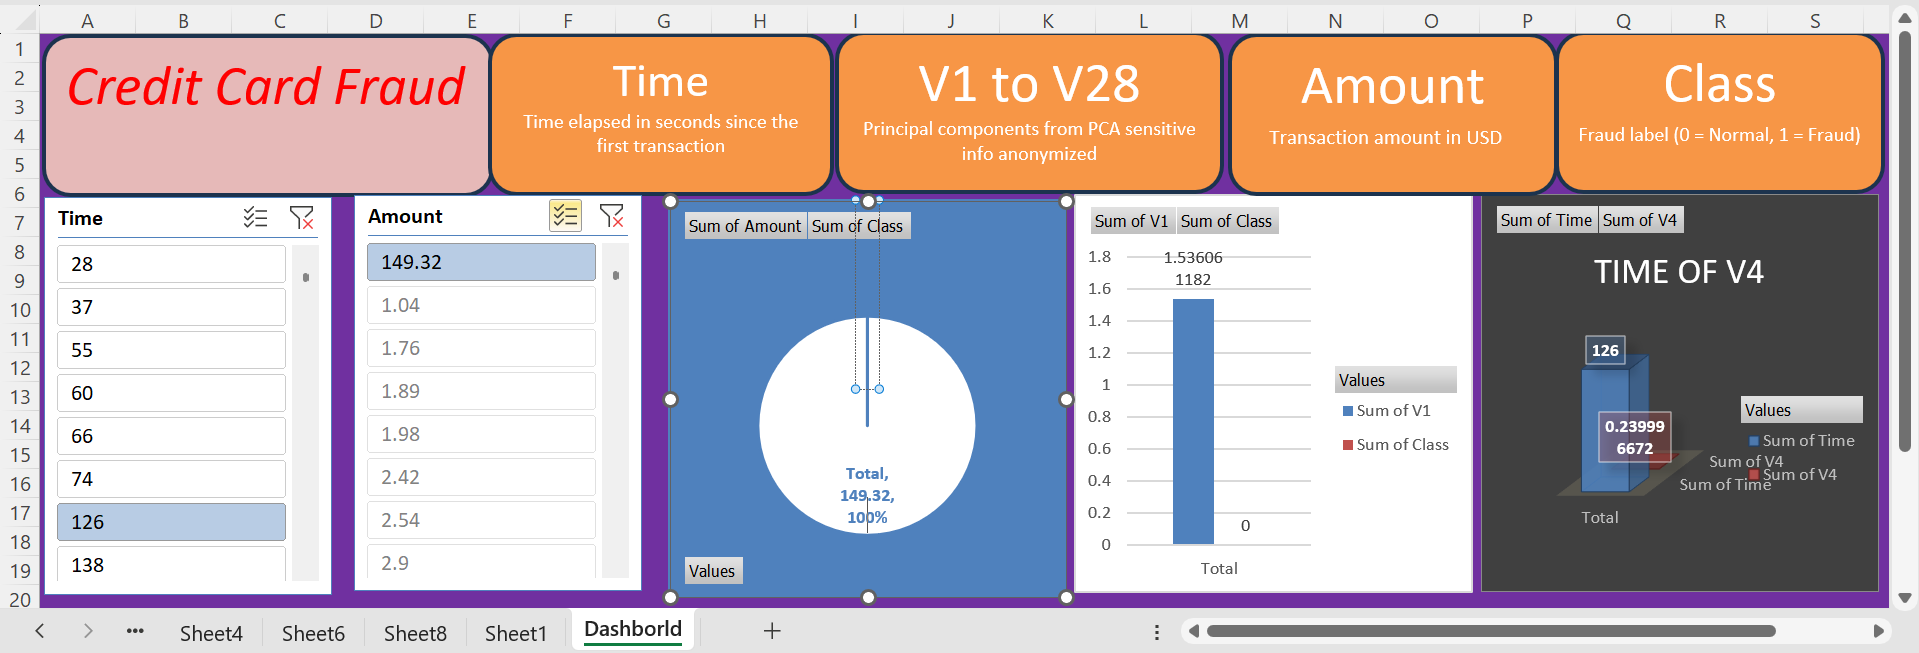 A B C D E F G H I J K L M N O P Q R S
1
2
3
4
5
6
7
8
9
10
11
12
13
14
15
16
17
18
19
20
Credit Card Fraud
Time
Time elapsed in seconds since the
first transaction
V1 to V28
Principal components from PCA sensitive
info anonymized
Amount
Transaction amount in USD
Class
Fraud label (0 = Normal, 1 = Fraud)
Time
28
37
55
60
66
74
126
138
Amount
149.32
1.04
1.76
1.89
1.98
2.42
2.54
2.9
Sum of Amount Sum of Class
Total,
149.32,
100%
Values
Sum of V1 Sum of Class
1.8
1.6
1.4
1.2
1
0.8
0.6
0.4
0.2
0
1.53606
1182
0
Total
Values
Sum of V1
Sum of Class
Sum of Time Sum of V4
TIME OF V4
126
0.23999
6672
Total
Sum of V4
Sum of Time
Values
Sum of Time
Sum of V4
Sheet4 Sheet6 Sheet8 Sheet1 Dashborld